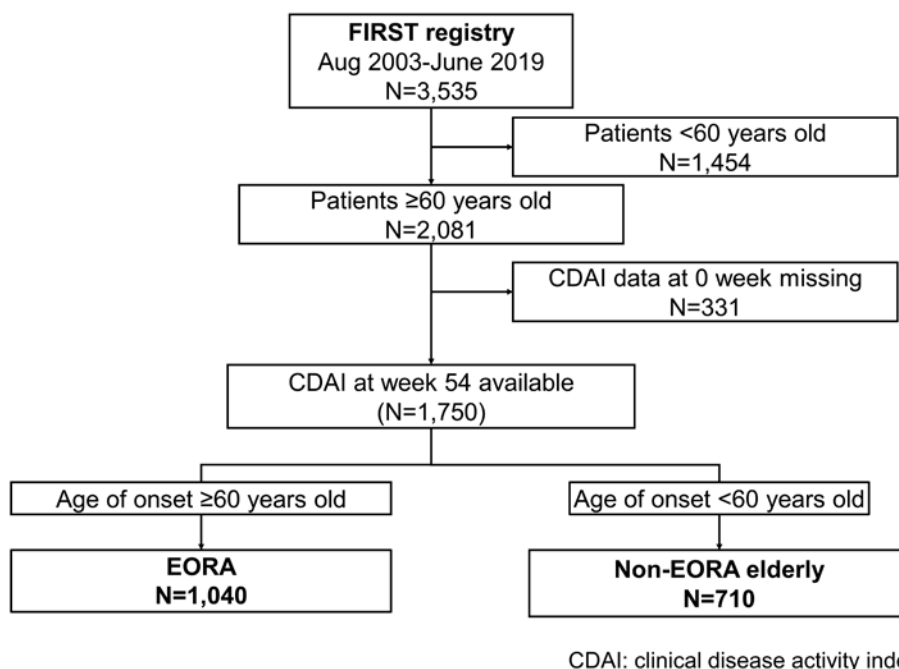 FIRST registry
Aug 2003-June 2019
N=3,535
Patients <60 years old
N=1,454
Patients ≥60 years old
N=2,081
CDAI data at 0 week missing
N=331
CDAI at week 54 available
(N=1,750)
Age of onset ≥60 years old
Age of onset <60 years old
EORA
N=1,040
Non-EORA elderly
N=710
CDAI: clinical disease activity inde